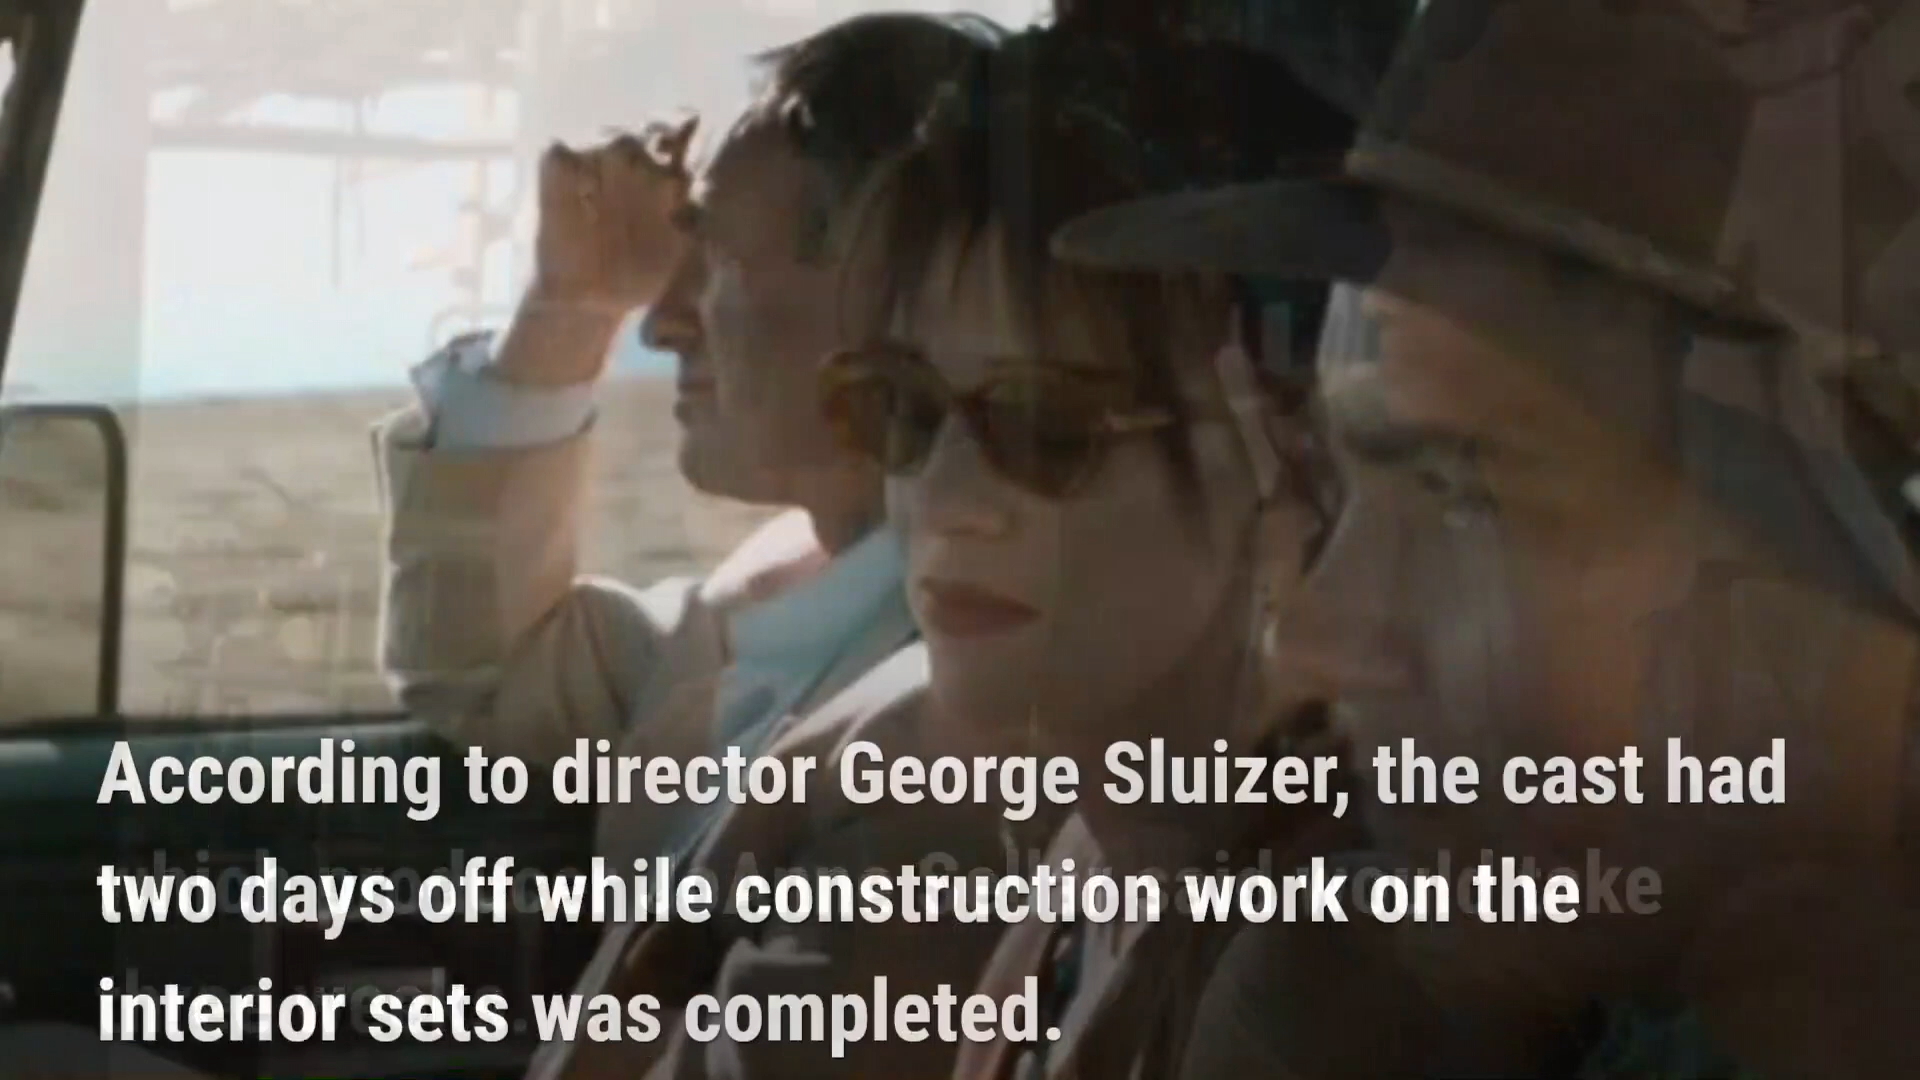 According to director George Sluizer, the cast had
two days off while construction work on the
interior sets was completed.